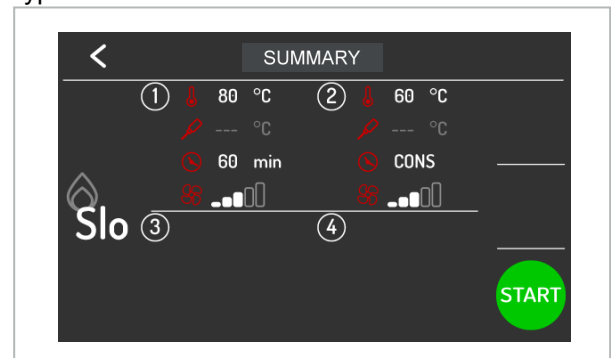 SUMMARY
1 80 °C 2 60 °C
--- °C --- °C
60 min CONS
Slo 3 4
START